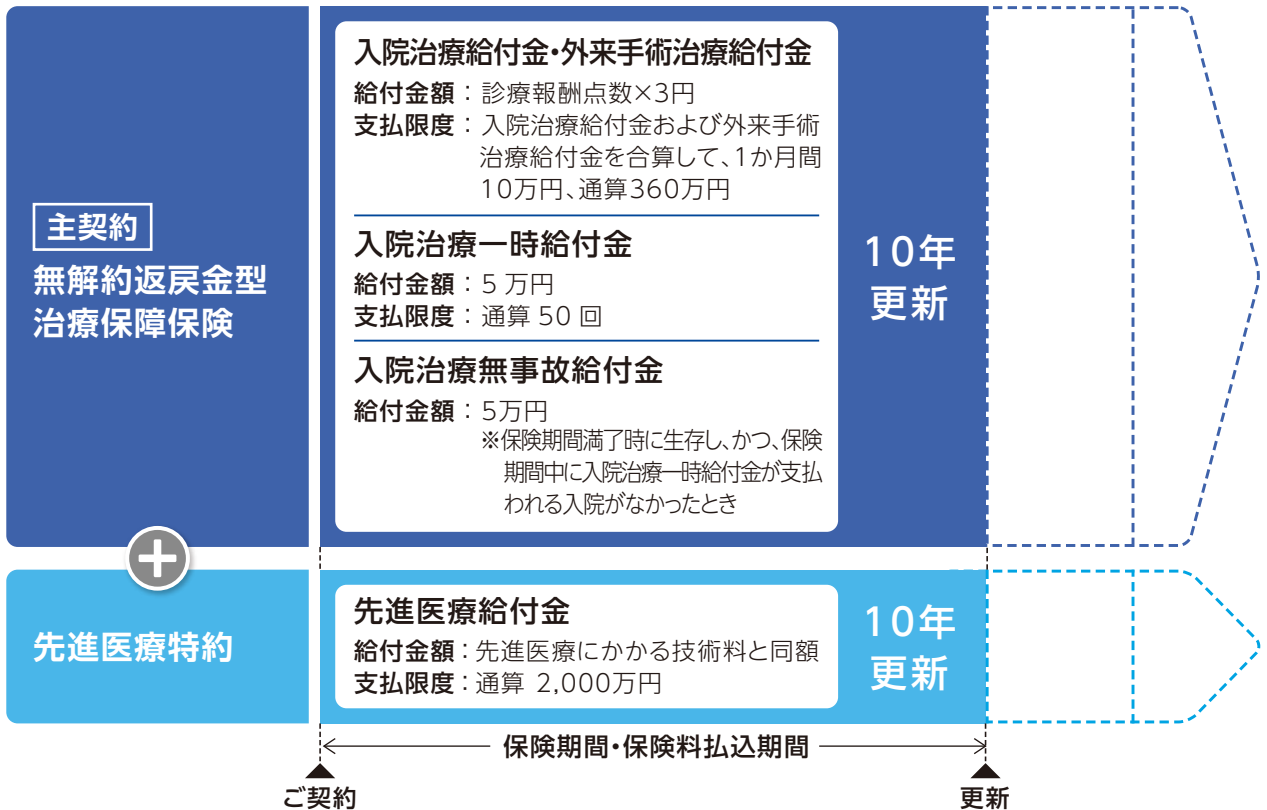 主契約
無解約返戻金型
治療保障保険
入院治療給付金・外来手術治療給付金
給付金額：診療報酬点数×3円
支払限度：入院治療給付金および外来手術
治療給付金を合算して、1か月間
10万円、通算360万円
入院治療一時給付金
給付金額：5 万円
支払限度：通算 50 回
入院治療無事故給付金
給付金額：5万円
※保険期間満了時に生存し、かつ、保険
期間中に入院治療一時給付金が支払
われる入院がなかったとき
10年
更新
+
先進医療特約
先進医療給付金
給付金額：先進医療にかかる技術料と同額
支払限度：通算 2,000万円
10年
更新
保険期間・保険料払込期間
ご契約
更新